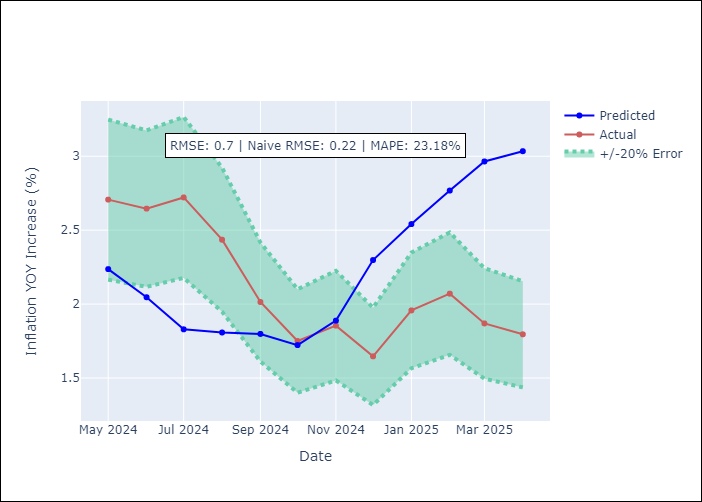 RMSE: 0.7 | Naive RMSE: 0.22 | MAPE: 23.18%
Predicted
Actual
+/-20% Error
Inflation YOY Increase (%)
3
2.5
2
1.5
May 2024
Jul 2024
Sep 2024
Nov 2024
Jan 2025
Mar 2025
Date